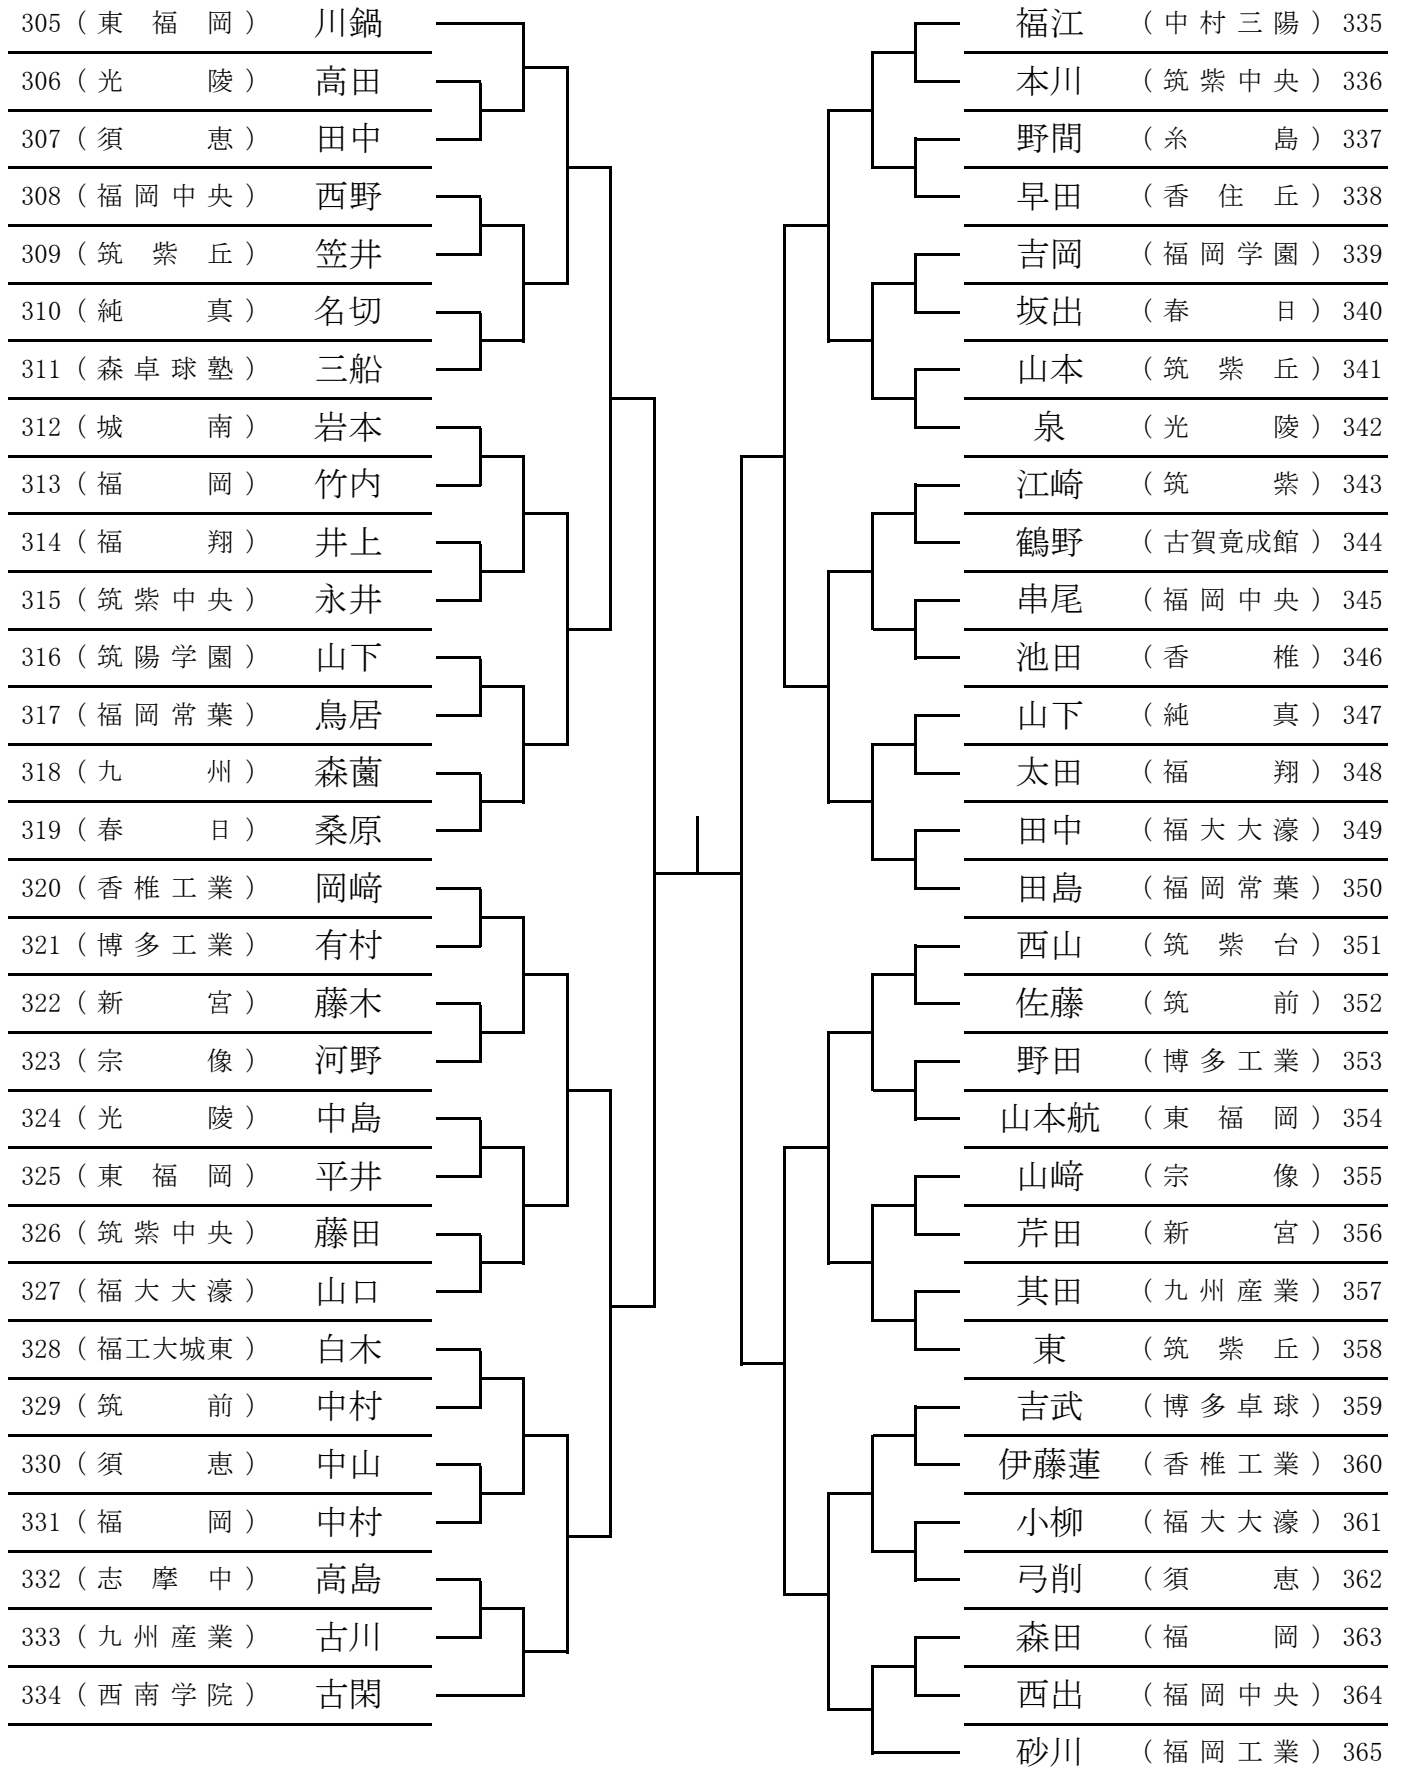 305 (東福岡) 川鍋
306 (光陵) 高田
307 (須恵) 田中
308 (福岡中央) 西野
309 (筑紫丘) 笠井
310 (純真) 名切
311 (森卓球塾) 三船
312 (城南) 岩本
313 (福岡) 竹内
314 (福翔) 井上
315 (筑紫中央) 永井
316 (筑陽学園) 山下
317 (福岡常葉) 鳥居
318 (九州) 森薗
319 (春日) 桑原
320 (香椎工業) 岡﨑
321 (博多工業) 有村
322 (新宮) 藤木
323 (宗像) 河野
324 (光陵) 中島
325 (東福岡) 平井
326 (筑紫中央) 藤田
327 (福大大濠) 山口
328 (福工大城東) 白木
329 (筑前) 中村
330 (須恵) 中山
331 (福岡) 中村
332 (志摩中) 高島
333 (九州産業) 古川
334 (西南学院) 古閑
福江 (中村三陽) 335
本川 (筑紫中央) 336
野間 (糸島) 337
早田 (香住丘) 338
吉岡 (福岡学園) 339
坂出 (春日) 340
山本 (筑紫丘) 341
泉 (光陵) 342
江崎 (筑紫) 343
鶴野 (古賀竟成館) 344
串尾 (福岡中央) 345
池田 (香椎) 346
山下 (純真) 347
太田 (福翔) 348
田中 (福大大濠) 349
田島 (福岡常葉) 350
西山 (筑紫台) 351
佐藤 (筑前) 352
野田 (博多工業) 353
山本航 (東福岡) 354
山﨑 (宗像) 355
芹田 (新宮) 356
其田 (九州産業) 357
東 (筑紫丘) 358
吉武 (博多卓球) 359
伊藤蓮 (香椎工業) 360
小柳 (福大大濠) 361
弓削 (須恵) 362
森田 (福岡) 363
西出 (福岡中央) 364
砂川 (福岡工業) 365